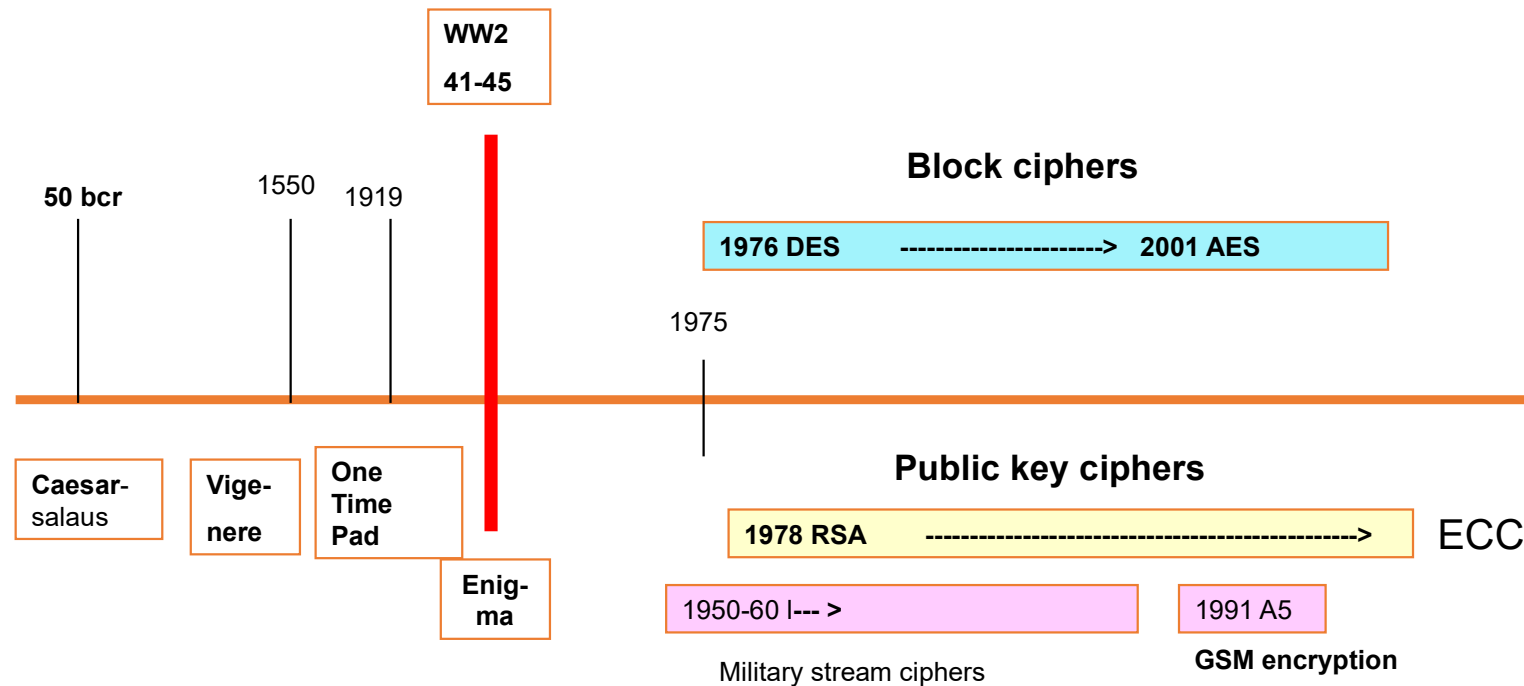 WW2
41-45
50 bcr
1550
1919
Block ciphers
1976 DES ----------------------> 2001 AES
1975
Caesar-
salaus
Vige-
nere
One
Time
Pad
Enig-
ma
Public key ciphers
1978 RSA ------------------------------------------------> ECC
1950-60 l--- >
Military stream ciphers
1991 A5
GSM encryption